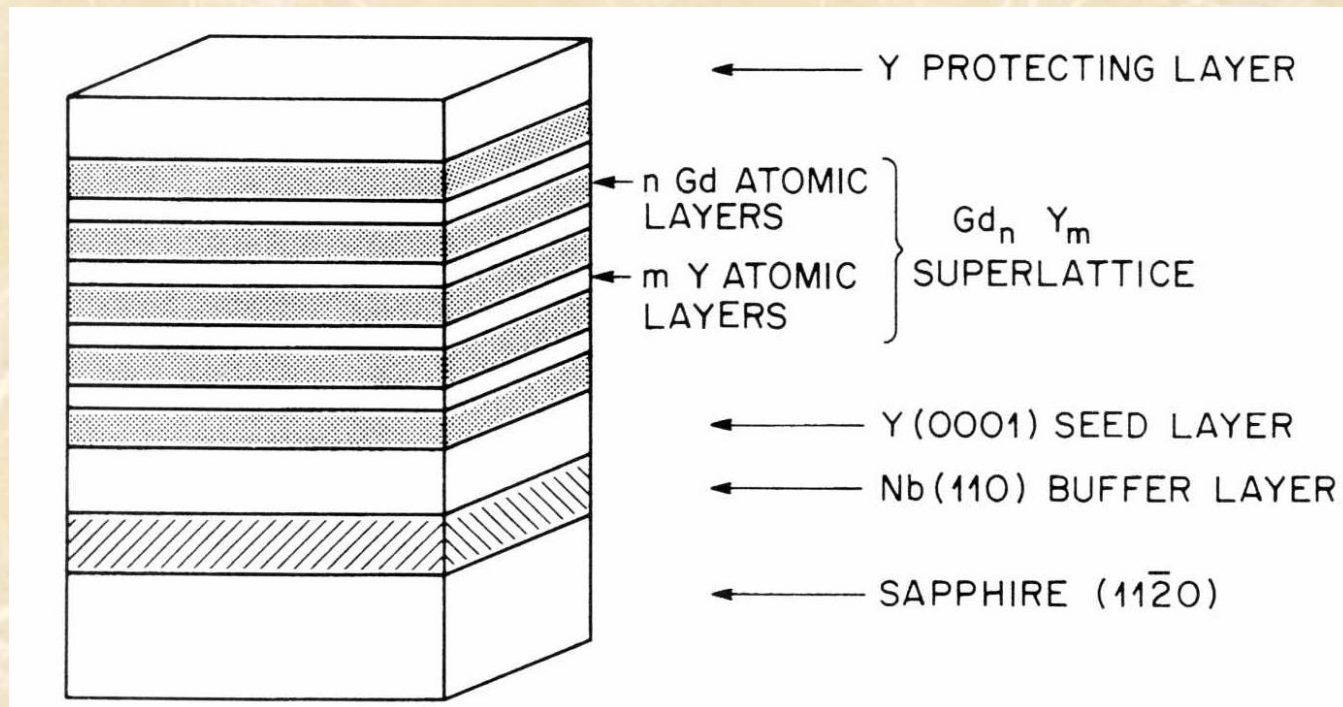 Y PROTECTING LAYER
n Gd ATOMIC
LAYERS
m Y ATOMIC
LAYERS
Gdₙ Yₘ
SUPERLATTICE
Y(0001) SEED LAYER
Nb(110) BUFFER LAYER
SAPPHIRE (112̅0)